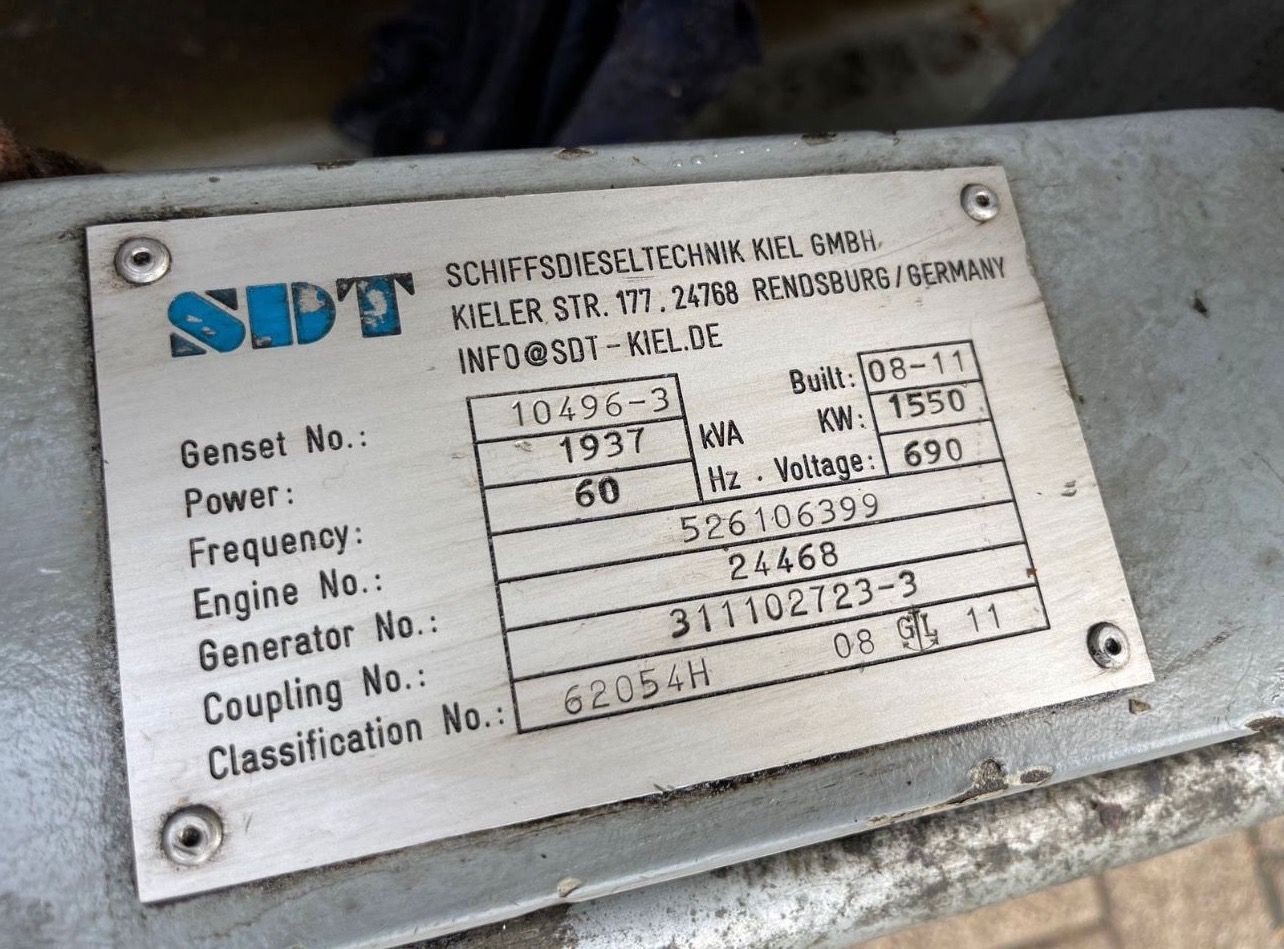 SDT
SCHIFFSDIESELTECHNIK KIEL GMBH.
KIELER STR. 177 . 24768 RENDSBURG / GERMANY
INFO@SDT-KIEL.DE
Genset No.: 10496-3 Built: 08-11
Power: 1937 kVA KW: 1550
Frequency: 60 Hz . Voltage: 690
Engine No.: 526106399
Generator No.: 24468
Coupling No.: 311102723-3
Classification No.: 62054H 08 GL 11